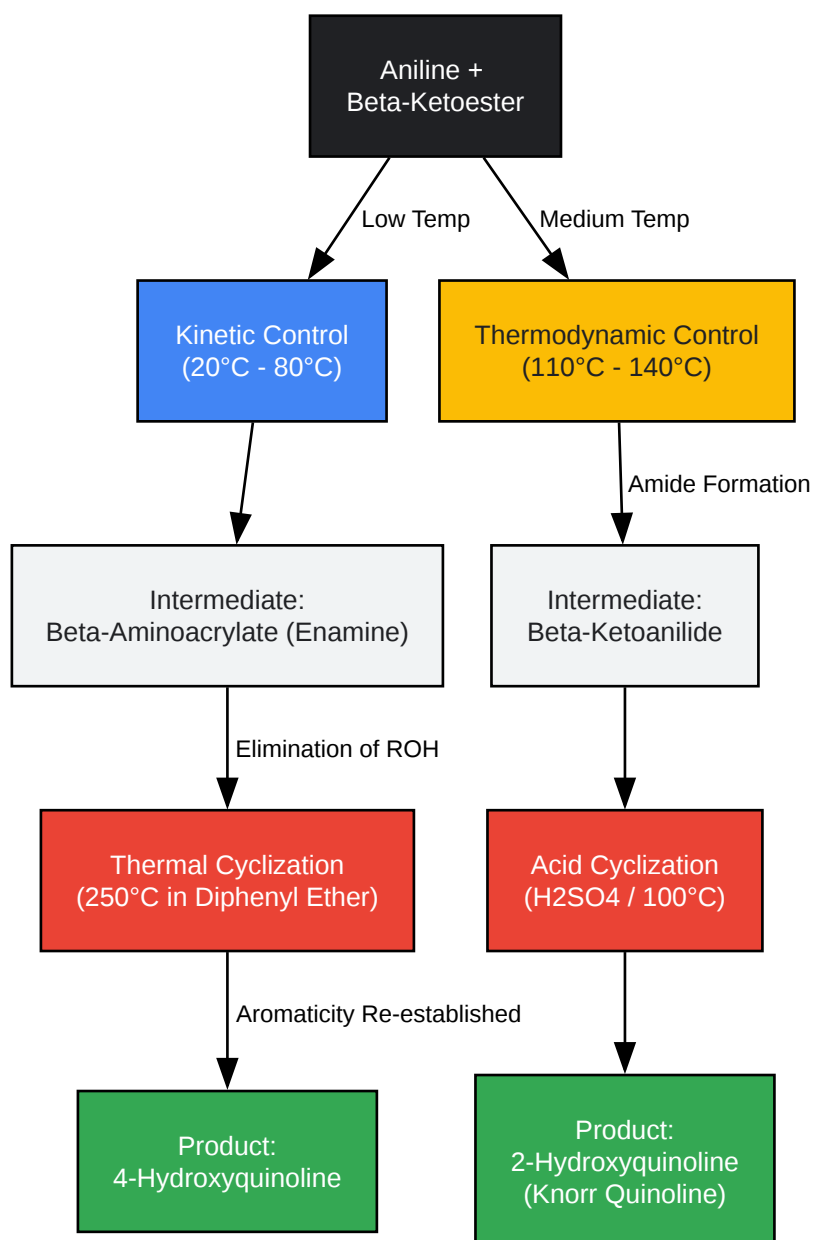 Aniline +
Beta-Ketoester
Low Temp
Medium Temp
Kinetic Control
(20°C - 80°C)
Thermodynamic Control
(110°C - 140°C)
Amide Formation
Intermediate:
Beta-Aminoacrylate (Enamine)
Intermediate:
Beta-Ketoanilide
Elimination of ROH
Thermal Cyclization
(250°C in Diphenyl Ether)
Acid Cyclization
(H2SO4 / 100°C)
Aromaticity Re-established
Product:
4-Hydroxyquinoline
Product:
2-Hydroxyquinoline
(Knorr Quinoline)